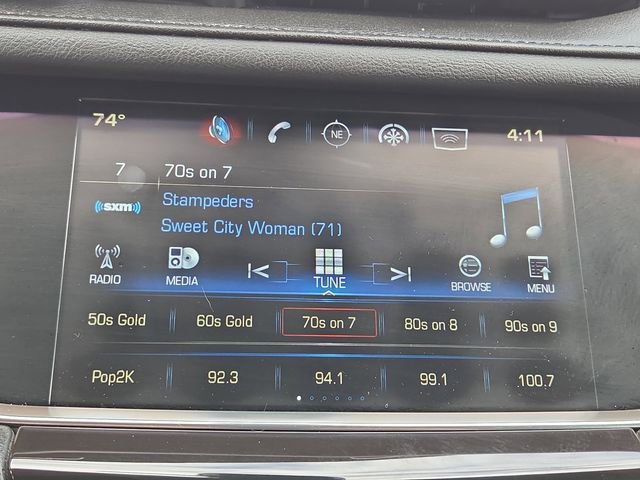 74° NE 4:11
7 70s on 7
((sxm)) Stampeders
Sweet City Woman (71)
RADIO MEDIA TUNE BROWSE MENU
50s Gold 60s Gold 70s on 7 80s on 8 90s on 9
Pop2K 92.3 94.1 99.1 100.7